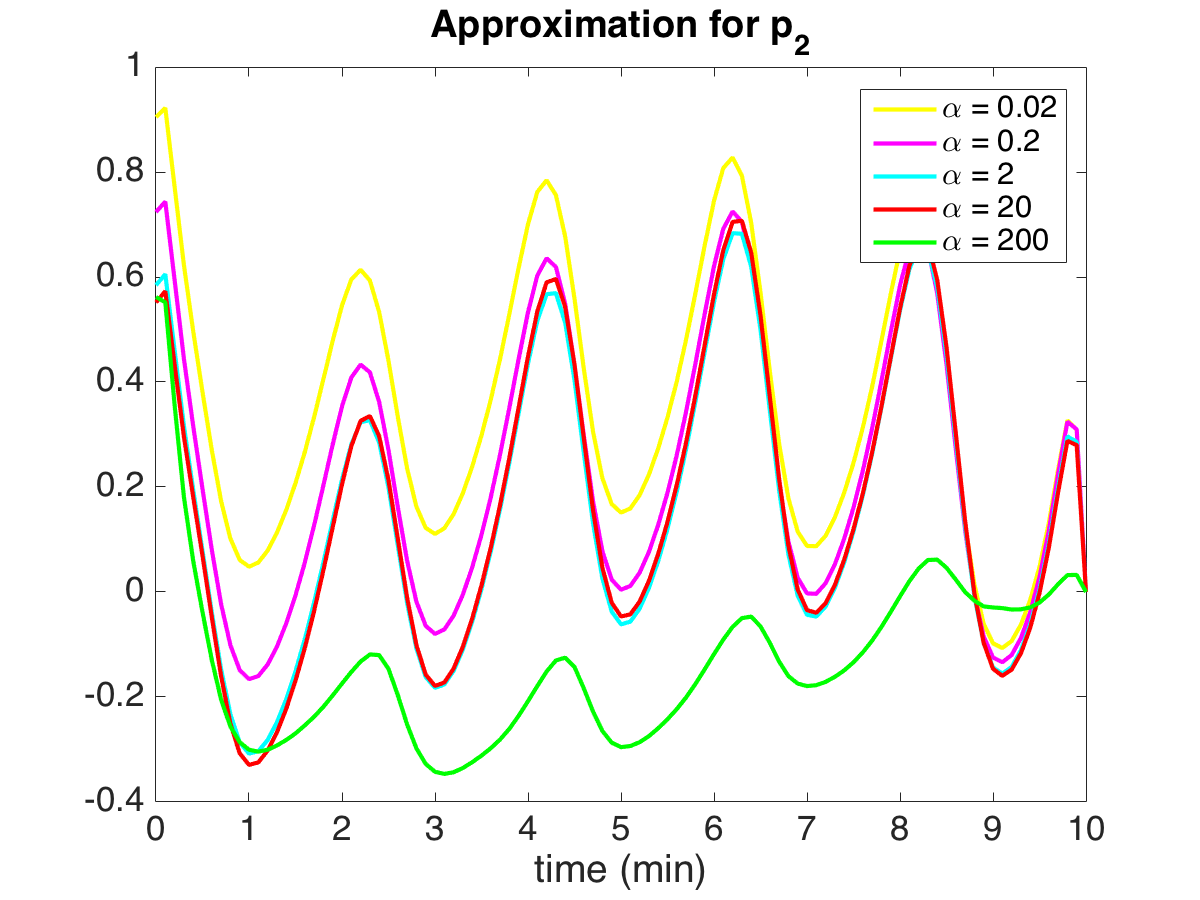 Approximation for p₂
1
0.8
0.6
0.4
0.2
0
-0.2
-0.4
0 1 2 3 4 5 6 7 8 9 10
time (min)
α = 0.02
α = 0.2
α = 2
α = 20
α = 200